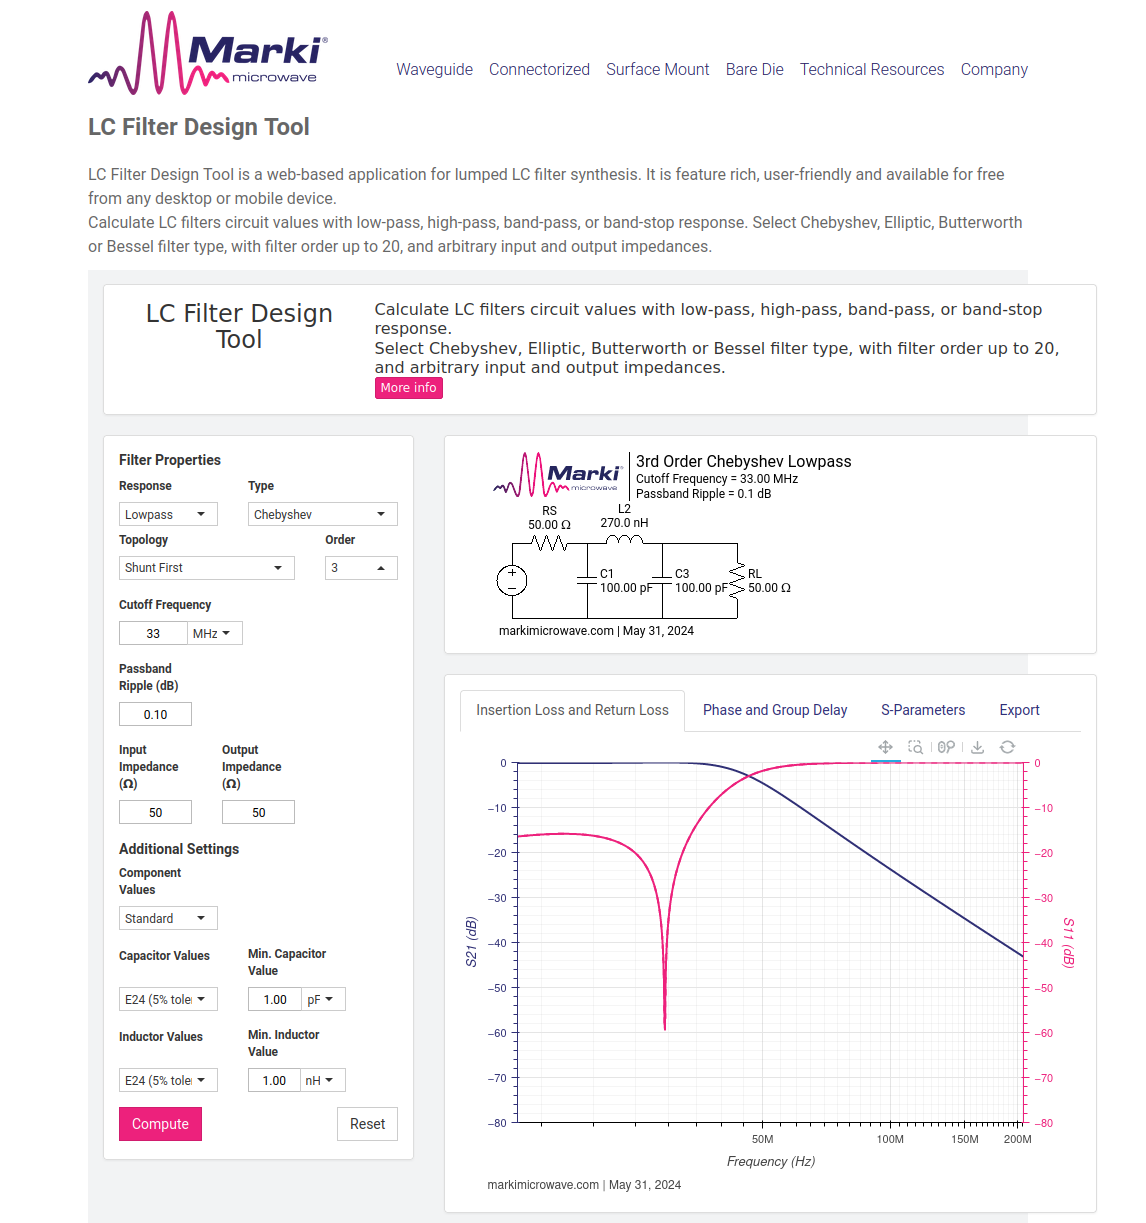 Marki®
microwave
Waveguide Connectorized Surface Mount Bare Die Technical Resources Company
LC Filter Design Tool
LC Filter Design Tool is a web-based application for lumped LC filter synthesis. It is feature rich, user-friendly and available for free
from any desktop or mobile device.
Calculate LC filters circuit values with low-pass, high-pass, band-pass, or band-stop response. Select Chebyshev, Elliptic, Butterworth
or Bessel filter type, with filter order up to 20, and arbitrary input and output impedances.
LC Filter Design
Tool
Calculate LC filters circuit values with low-pass, high-pass, band-pass, or band-stop
response.
Select Chebyshev, Elliptic, Butterworth or Bessel filter type, with filter order up to 20,
and arbitrary input and output impedances.
More info
Filter Properties
Response Type
Lowpass Chebyshev
Topology Order
Shunt First 3
Cutoff Frequency
33 MHz
Passband
Ripple (dB)
0.10
Input Output
Impedance Impedance
(Ω) (Ω)
50 50
Additional Settings
Component
Values
Standard
Capacitor Values Min. Capacitor
Value
E24 (5% toler 1.00 pF
Inductor Values Min. Inductor
Value
E24 (5% toler 1.00 nH
Compute Reset
Marki
microwave
3rd Order Chebyshev Lowpass
Cutoff Frequency = 33.00 MHz
Passband Ripple = 0.1 dB
RS L2
50.00 Ω 270.0 nH
C1 C3 RL
100.00 pF 100.00 pF 50.00 Ω
markimicrowave.com | May 31, 2024
Insertion Loss and Return Loss Phase and Group Delay S-Parameters Export
0 0
−10 −10
−20 −20
−30 −30
−40 −40
−50 −50
−60 −60
−70 −70
−80 −80
S21 (dB)
S11 (dB)
50M 100M 150M 200M
Frequency (Hz)
markimicrowave.com | May 31, 2024